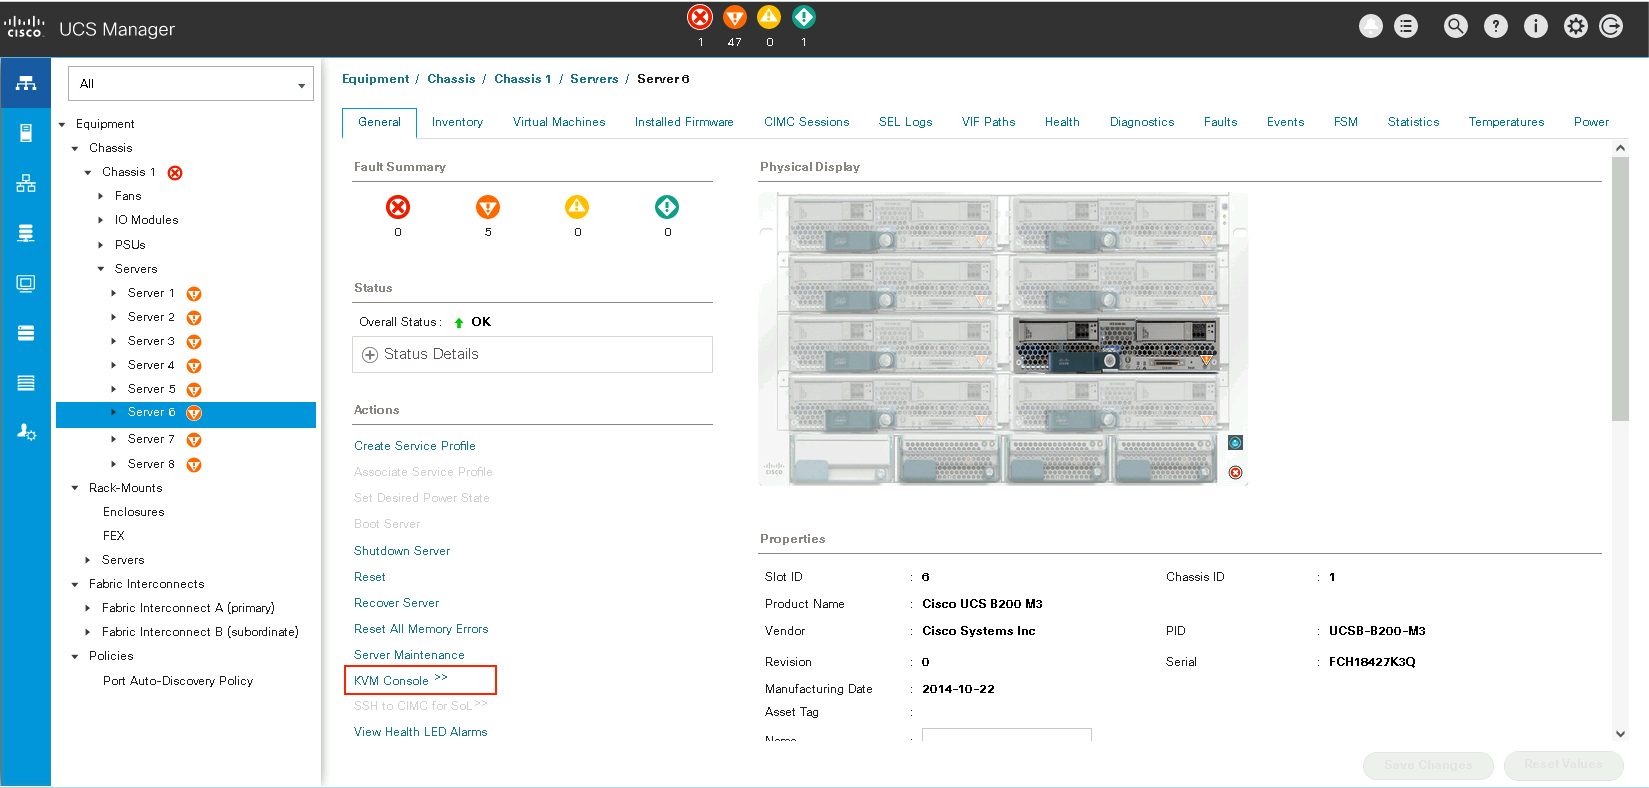 cisco UCS Manager
1 47 0 1
All
Equipment
Chassis
Chassis 1
Fans
IO Modules
PSUs
Servers
Server 1
Server 2
Server 3
Server 4
Server 5
Server 6
Server 7
Server 8
Rack-Mounts
Enclosures
FEX
Servers
Fabric Interconnects
Fabric Interconnect A (primary)
Fabric Interconnect B (subordinate)
Policies
Port Auto-Discovery Policy
Equipment / Chassis / Chassis 1 / Servers / Server 6
General Inventory Virtual Machines Installed Firmware CIMC Sessions SEL Logs VIF Paths Health Diagnostics Faults Events FSM Statistics Temperatures Power
Fault Summary
0 5 0 0
Status
Overall Status : OK
Status Details
Actions
Create Service Profile
Associate Service Profile
Set Desired Power State
Boot Server
Shutdown Server
Reset
Recover Server
Reset All Memory Errors
Server Maintenance
KVM Console >>
SSH to CIMC for SoL >>
View Health LED Alarms
Physical Display
cisco
Properties
Slot ID : 6 Chassis ID : 1
Product Name : Cisco UCS B200 M3
Vendor : Cisco Systems Inc PID : UCSB-B200-M3
Revision : 0 Serial : FCH18427K3Q
Manufacturing Date : 2014-10-22
Asset Tag :
Name :
Save Changes Reset Values